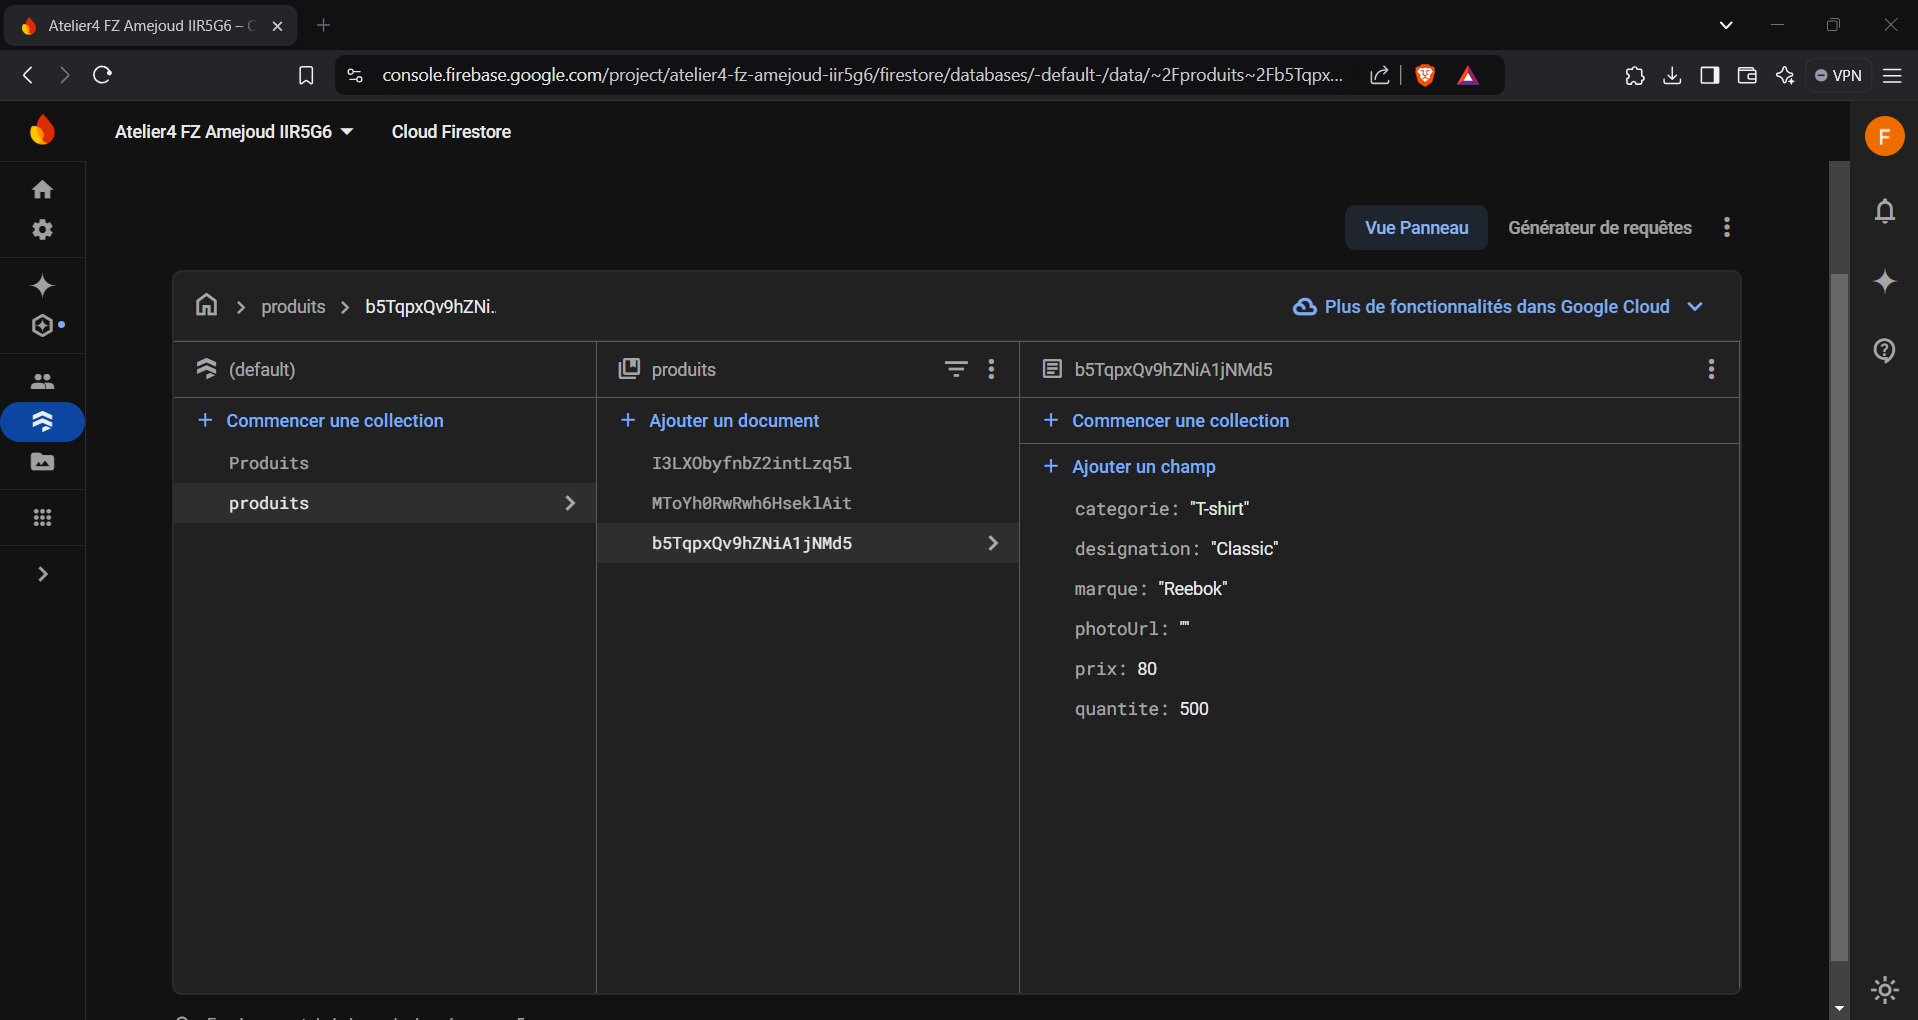 Atelier4 FZ Amejoud IIR5G6 – C
console.firebase.google.com/project/atelier4-fz-amejoud-iir5g6/firestore/databases/-default-/data/~2Fproduits~2Fb5Tqpx...
VPN
Atelier4 FZ Amejoud IIR5G6
Cloud Firestore
F
Vue Panneau
Générateur de requêtes
produits
b5TqpxQv9hZNi..
Plus de fonctionnalités dans Google Cloud
(default)
produits
b5TqpxQv9hZNiA1jNMd5
Commencer une collection
Ajouter un document
Commencer une collection
Produits
produits
I3LXObyfnbZ2intLzq5l
MToYh0RwRwh6HseklAit
b5TqpxQv9hZNiA1jNMd5
Ajouter un champ
categorie: "T-shirt"
designation: "Classic"
marque: "Reebok"
photoUrl: ""
prix: 80
quantite: 500